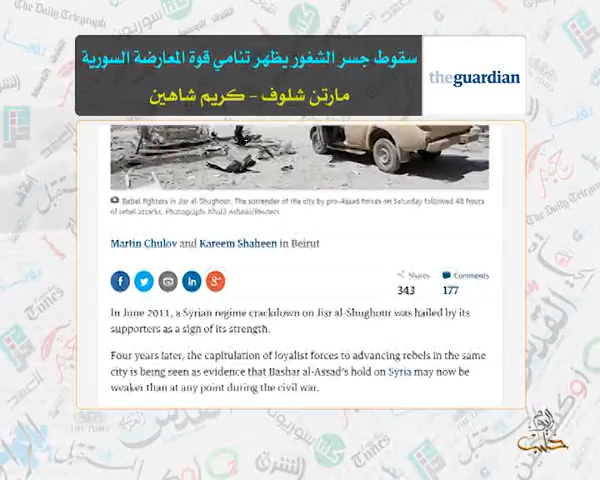 سقوط جسر الشغور يظهر تنامي قوة المعارضة السورية
مارتن شلوف - كريم شاهين
theguardian
Rebel fighters in Jisr al-Shughour. The surrender of the city by pro-Assad forces on Saturday followed 48 hours
of rebel attacks. Photograph: Khalil Ashawi/Reuters
Martin Chulov and Kareem Shaheen in Beirut
Shares
Comments
343
177
In June 2011, a Syrian regime crackdown on Jisr al-Shughour was hailed by its
supporters as a sign of its strength.
Four years later, the capitulation of loyalist forces to advancing rebels in the same
city is being seen as evidence that Bashar al-Assad's hold on Syria may now be
weaker than at any point during the civil war.